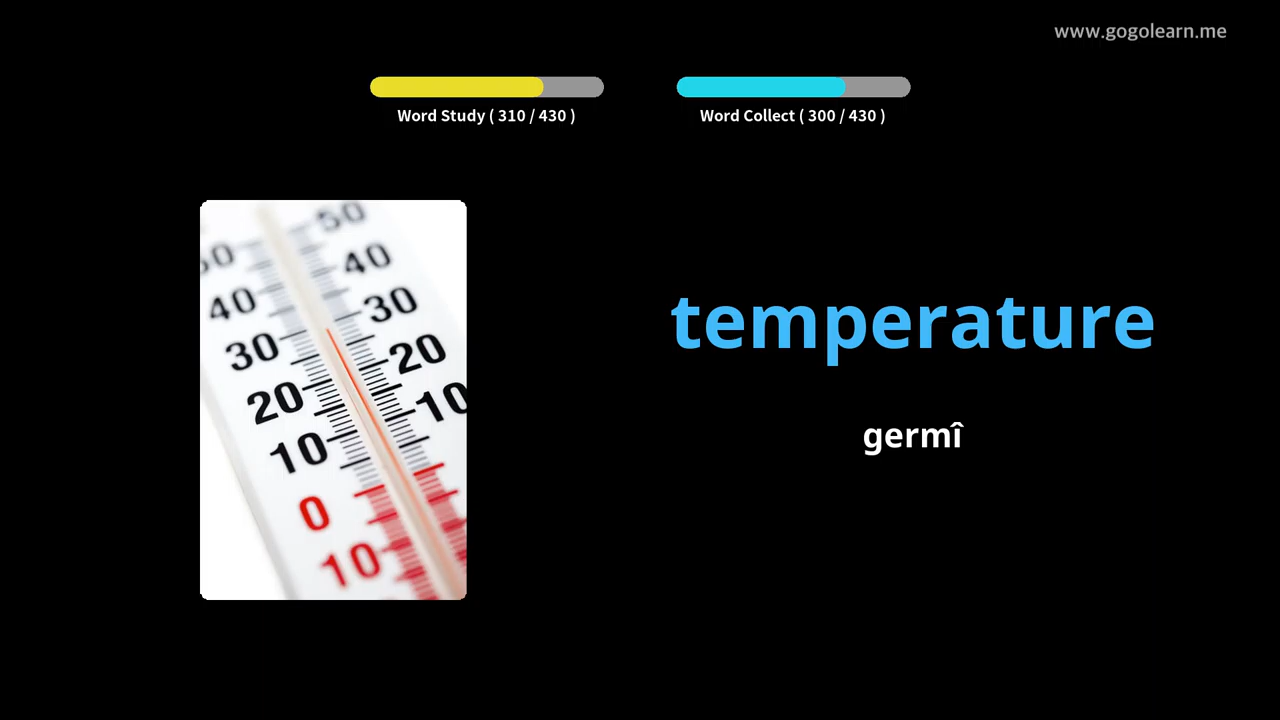 www.gogolearn.me
Word Study ( 310 / 430 )
Word Collect ( 300 / 430 )
50
40
30
20
10
40
30
20
10
0
10
temperature
germî